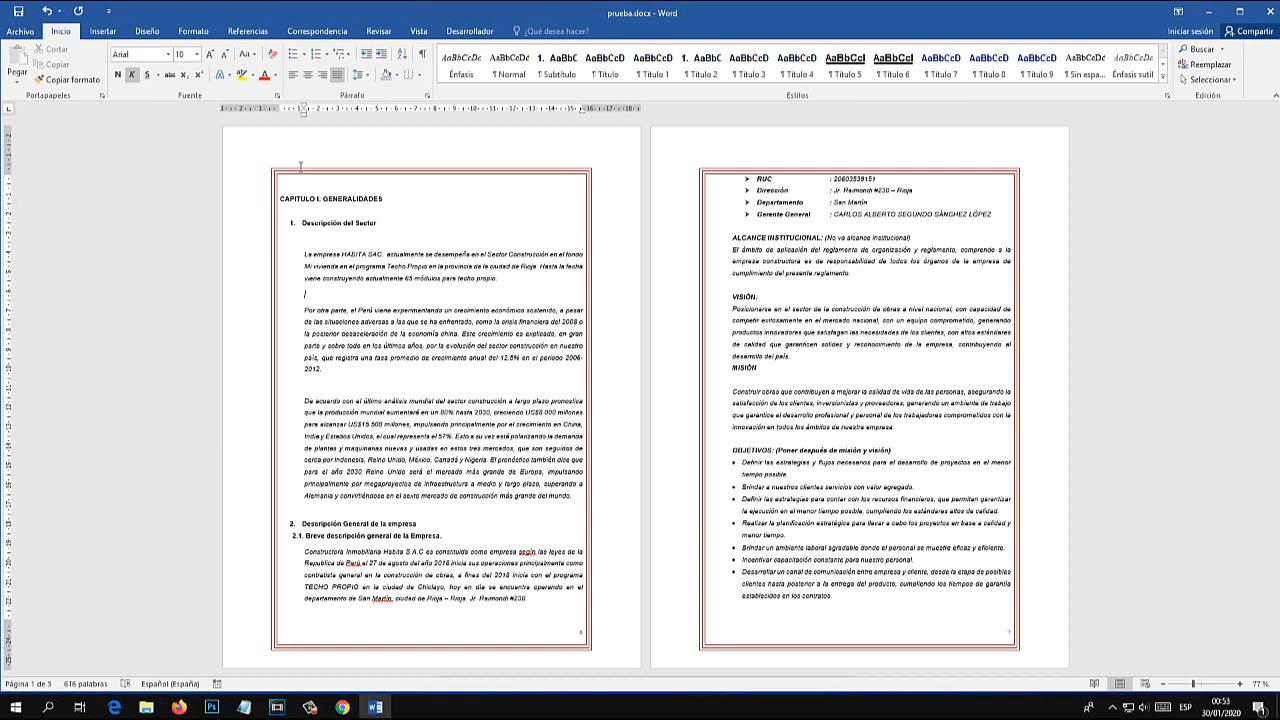 prueba.docx - Word
Archivo Inicio Insertar Diseño Formato Referencias Correspondencia Revisar Vista Desarrollador ¿Qué desea hacer? Iniciar sesión Compartir
Pegar
Cortar
Copiar
Copiar formato
Portapapeles
Arial 10
Fuente
Párrafo
AaBbCcDc Énfasis
AaBbCcDc ¶ Normal
1. AaBbC ¶ Subtítulo
AaBbCcD ¶ Título
AaBbCcD ¶ Título 1
1. AaBbC ¶ Título 2
AaBbCcD ¶ Título 3
AaBbCcD ¶ Título 4
AaBbCcI ¶ Título 5
AaBbCcI ¶ Título 6
AaBbCcD ¶ Título 7
AaBbCcD ¶ Título 8
AaBbCcD ¶ Título 9
AaBbCcD ¶ Sin espa...
AaBbCcDc Énfasis sutil
Estilos
Buscar
Reemplazar
Seleccionar
Edición
CAPITULO I: GENERALIDADES
1. Descripción del Sector
La empresa HABITA SAC. actualmente se desempeña en el Sector Construcción en el fondo
Mi vivienda en el programa Techo Propio en la provincia de la ciudad de Rioja. Hasta la fecha
viene construyendo actualmente 65 módulos para techo propio.
Por otra parte, el Perú viene experimentando un crecimiento económico sostenido, a pesar
de las situaciones adversas a las que se ha enfrentado, como la crisis financiera del 2008 o
la posterior desaceleración de la economía china. Este crecimiento es explicado, en gran
parte y sobre todo en los últimos años, por la evolución del sector construcción en nuestro
país, que registra una tasa promedio de crecimiento anual del 12.5% en el periodo 2006-
2012.
De acuerdo con el último análisis mundial del sector construcción a largo plazo pronostica
que la producción mundial aumentará en un 80% hasta 2030, creciendo US$8.000 millones
para alcanzar US$15.500 millones, impulsando principalmente por el crecimiento en China,
India y Estados Unidos, el cual representa el 57%. Esto a su vez está polarizando la demanda
de plantas y maquinarias nuevas y usadas en estos tres mercados, que son seguidos de
cerca por Indonesia, Reino Unido, México, Canadá y Nigeria. El pronóstico también dice que
para el año 2030 Reino Unido será el mercado más grande de Europa, impulsando
principalmente por megaproyectos de infraestructura a medio y largo plazo, superando a
Alemania y convirtiéndose en el sexto mercado de construcción más grande del mundo.
2. Descripción General de la empresa
2.1. Breve descripción general de la Empresa.
Constructora Inmobiliaria Habita S.A.C es constituida como empresa según las leyes de la
Republica de Perú el 27 de agosto del año 2018 inicia sus operaciones principalmente como
contratista general en la construcción de obras, a fines del 2018 inicia con el programa
TECHO PROPIO en la ciudad de Chiclayo, hoy en día se encuentra operando en el
departamento de San Martín, ciudad de Rioja – Rioja. Jr. Raimondi #230.
6
➤ RUC : 20603539151
➤ Dirección : Jr. Raimondi #230 – Rioja
➤ Departamento : San Martín
➤ Gerente General : CARLOS ALBERTO SEGUNDO SÀNCHEZ LÓPEZ
ALCANCE INSTITUCIONAL: (No va alcance institucional)
El ámbito de aplicación del reglamento de organización y reglamento, comprende a la
empresa constructora es de responsabilidad de todos los órganos de la empresa de
cumplimiento del presente reglamento.
VISIÓN:
Posicionarse en el sector de la construcción de obras a nivel nacional, con capacidad de
competir exitosamente en el mercado nacional, con un equipo comprometido, generando
productos innovadores que satisfagan las necesidades de los clientes, con altos estándares
de calidad que garanticen solidez y reconocimiento de la empresa, contribuyendo al
desarrollo del país.
MISIÓN
Construir obras que contribuyen a mejorar la calidad de vida de las personas, asegurando la
satisfacción de los clientes, inversionistas y proveedores, generando un ambiente de trabajo
que garantice el desarrollo profesional y personal de los trabajadores comprometidos con la
innovación en todos los ámbitos de nuestra empresa.
OBJETIVOS: (Poner después de misión y visión)
• Definir las estrategias y flujos necesarios para el desarrollo de proyectos en el menor
tiempo posible.
• Brindar a nuestros clientes servicios con valor agregado.
• Definir las estrategias para contar con los recursos financieros, que permitan garantizar
la ejecución en el menor tiempo posible, cumpliendo los estándares altos de calidad.
• Realizar la planificación estratégica para llevar a cabo los proyectos en base a calidad y
menor tiempo.
• Brindar un ambiente laboral agradable donde el personal se muestre eficaz y eficiente.
• Incentivar capacitación constante para nuestro personal.
• Desarrollar un canal de comunicación entre empresa y cliente, desde la etapa de posibles
clientes hasta posterior a la entrega del producto, cumpliendo los tiempos de garantía
establecidos en los contratos.
7
Página 1 de 3 616 palabras Español (España) 77 %
ESP
00:53
30/01/2020